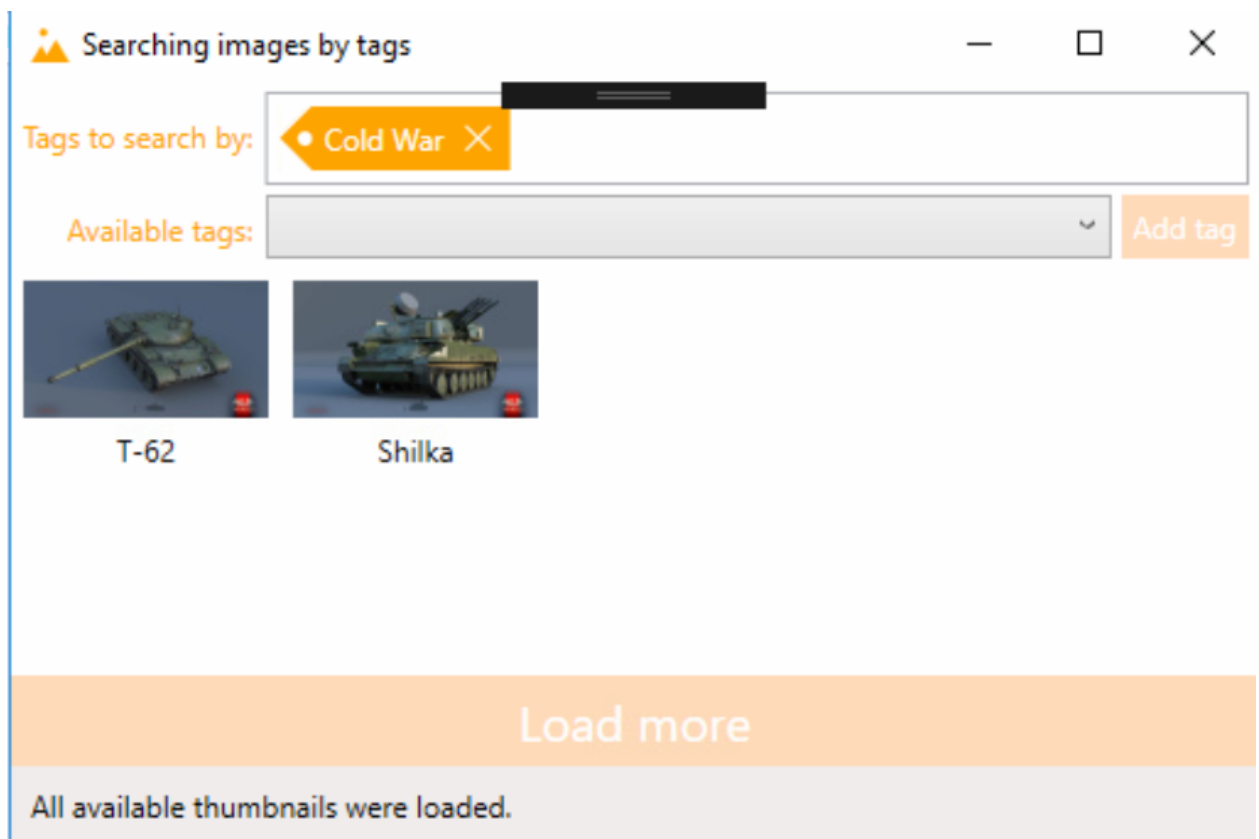 Searching images by tags
Tags to search by:
Cold War
Available tags:
Add tag
T-62
Shilka
Load more
All available thumbnails were loaded.